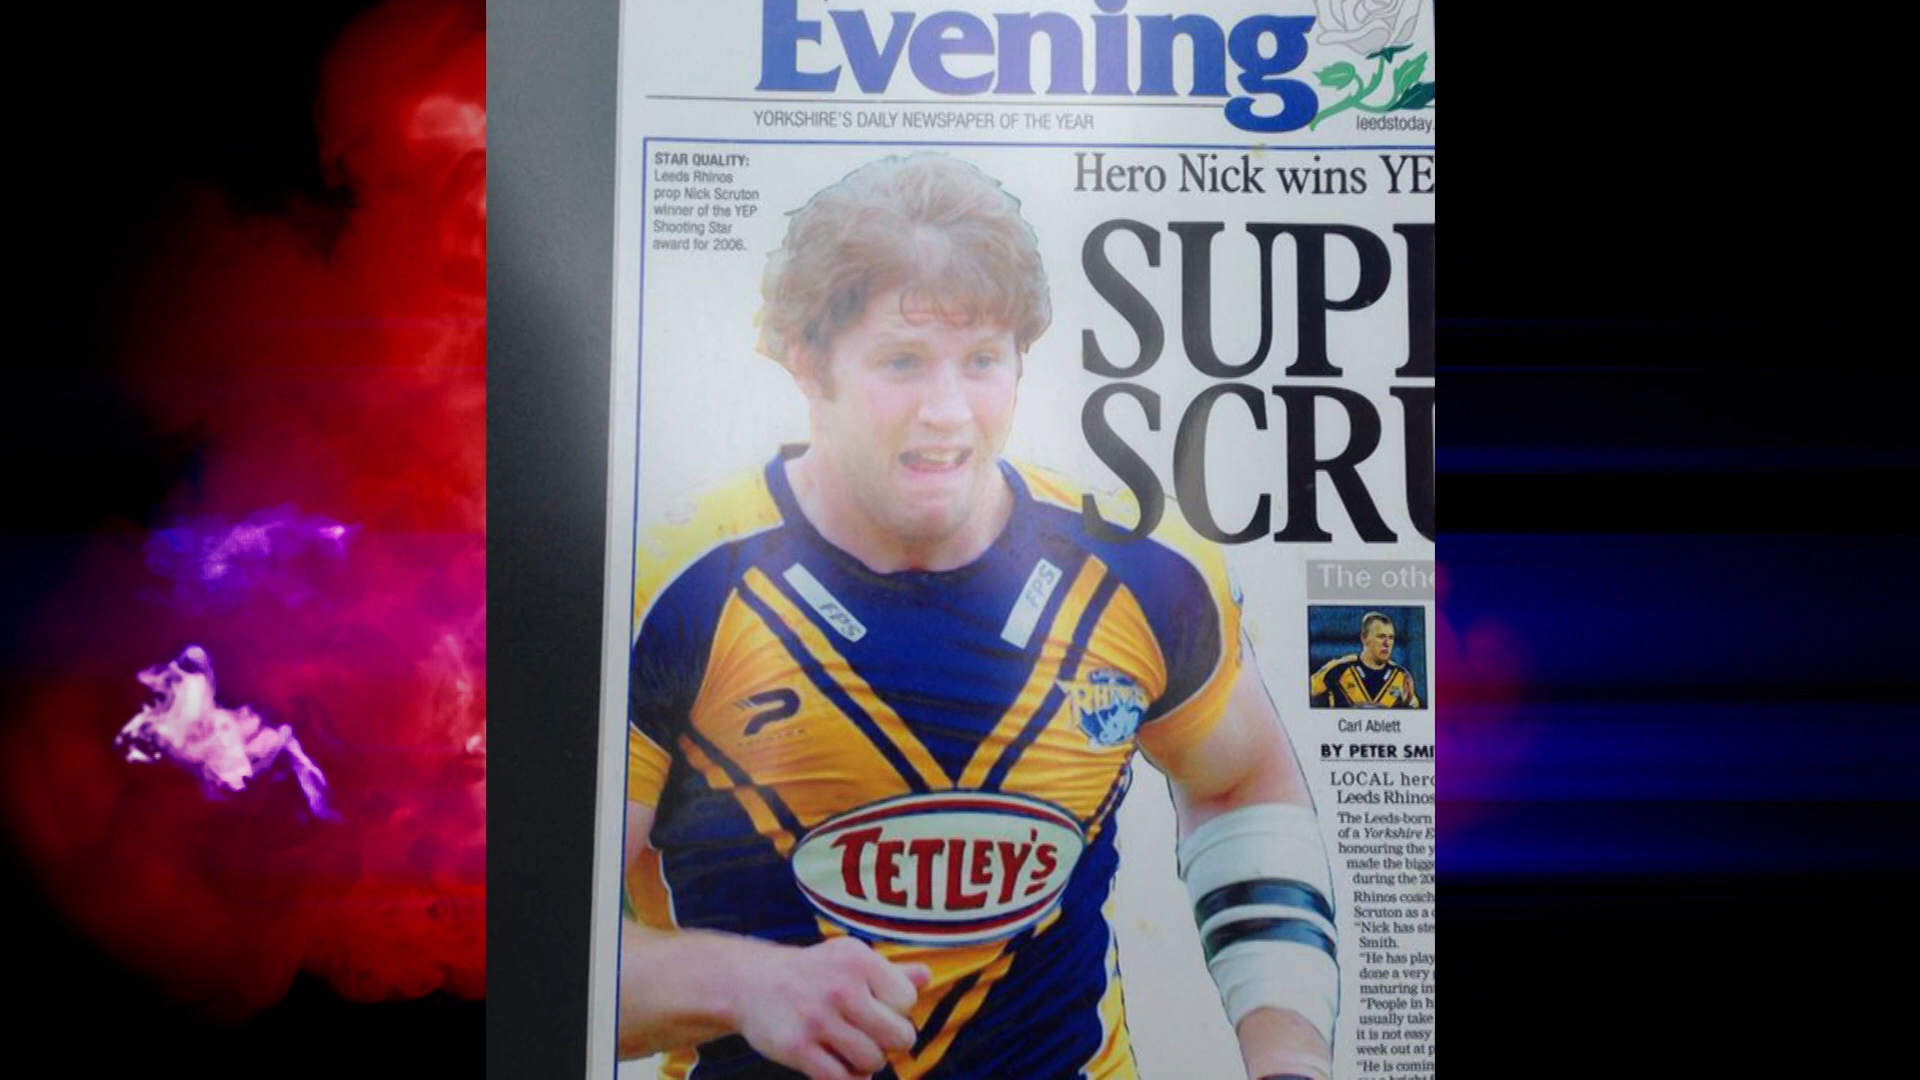 Evening
YORKSHIRE'S DAILY NEWSPAPER OF THE YEAR
leedstoday.
STAR QUALITY:
Leeds Rhinos
prop Nick Scruton
winner of the YEP
Shooting Star
award for 2006.
Hero Nick wins YE
SUP
SCRU
FPS
FPS
RHINOS
TETLEY'S
The othe
Carl Ablett
BY PETER SMI
LOCAL hero
Leeds Rhinos
The Leeds-born
of a Yorkshire E
honouring the y
made the bigg
during the 20
Rhinos coach
Scruton as a
"Nick has ste
Smith.
"He has play
done a very
maturing in
"People in h
usually take
it is not easy
week out at p
"He is comin